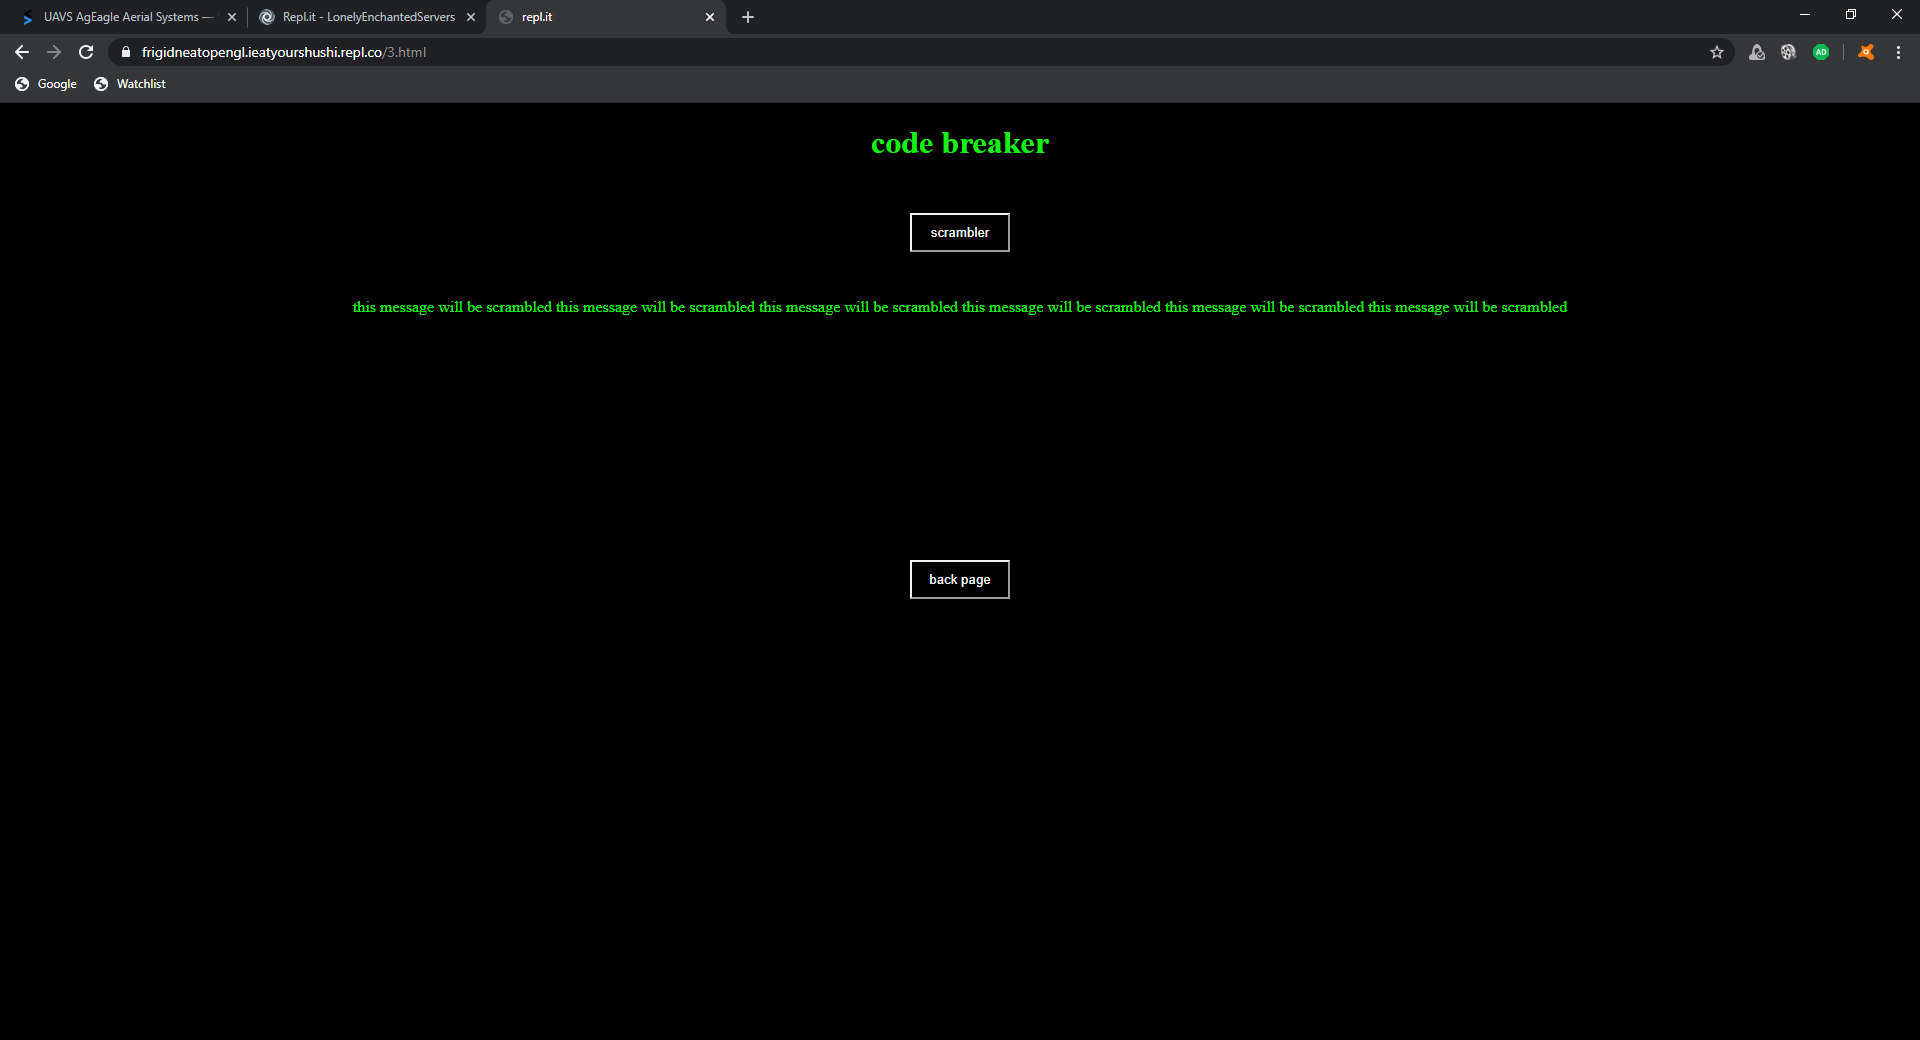 UAVS AgEagle Aerial Systems —
Repl.it - LonelyEnchantedServers
repl.it
frigidneatopengl.ieatyourshushi.repl.co/3.html
AD
Google
Watchlist
code breaker
scrambler
this message will be scrambled this message will be scrambled this message will be scrambled this message will be scrambled this message will be scrambled this message will be scrambled
back page